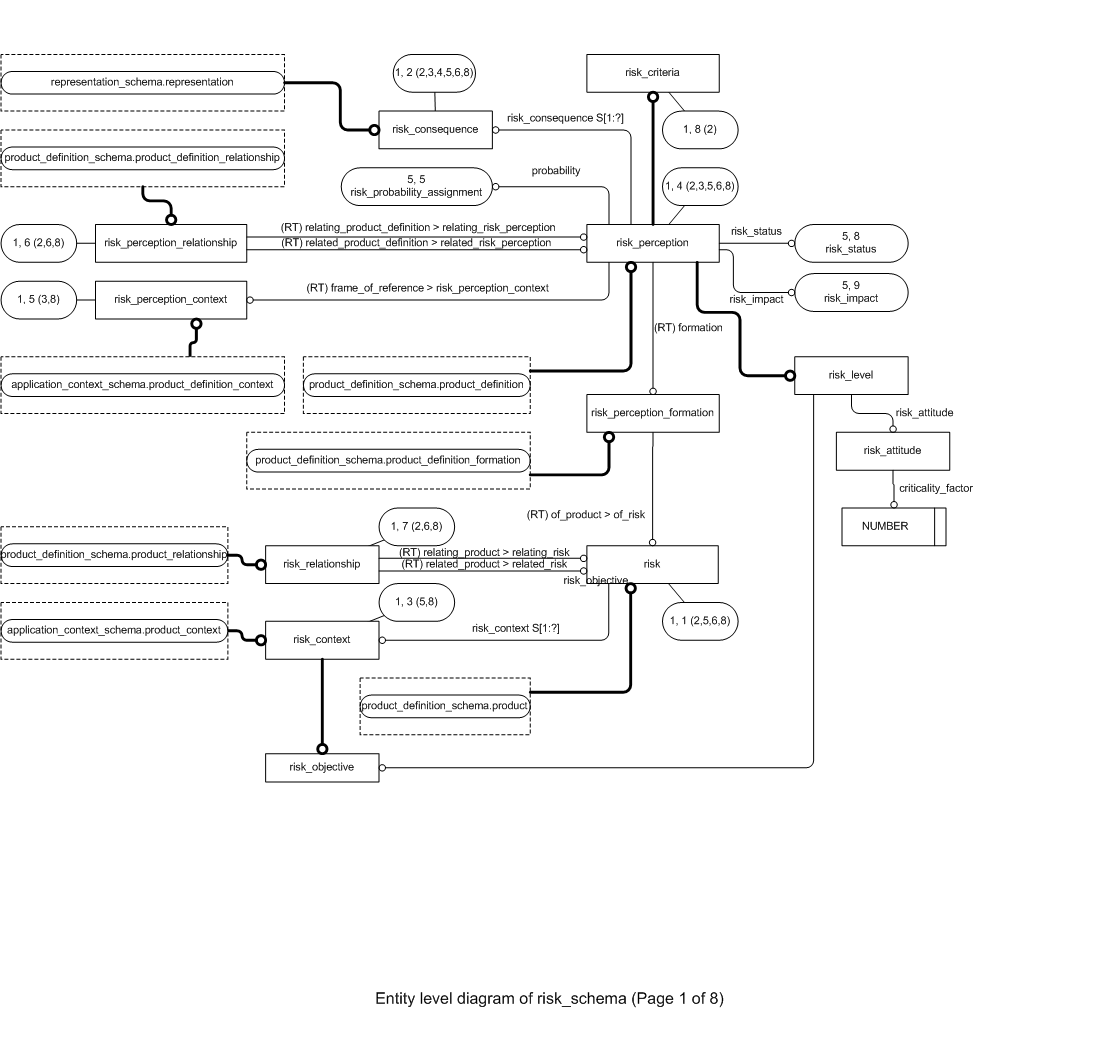 representation_schema.representation
1, 2 (2,3,4,5,6,8)
risk_criteria
risk_consequence
risk_consequence S[1:?]
1, 8 (2)
product_definition_schema.product_definition_relationship
probability
5, 5
risk_probability_assignment
1, 4 (2,3,5,6,8)
1, 6 (2,6,8)
risk_perception_relationship
(RT) relating_product_definition > relating_risk_perception
(RT) related_product_definition > related_risk_perception
risk_perception
risk_status
5, 8
risk_status
1, 5 (3,8)
risk_perception_context
(RT) frame_of_reference > risk_perception_context
risk_impact
5, 9
risk_impact
(RT) formation
application_context_schema.product_definition_context
product_definition_schema.product_definition
risk_level
risk_perception_formation
risk_attitude
risk_attitude
product_definition_schema.product_definition_formation
criticality_factor
(RT) of_product > of_risk
NUMBER
1, 7 (2,6,8)
product_definition_schema.product_relationship
risk_relationship
(RT) relating_product > relating_risk
(RT) related_product > related_risk
risk
risk_objective
1, 3 (5,8)
1, 1 (2,5,6,8)
application_context_schema.product_context
risk_context
risk_context S[1:?]
product_definition_schema.product
risk_objective
Entity level diagram of risk_schema (Page 1 of 8)